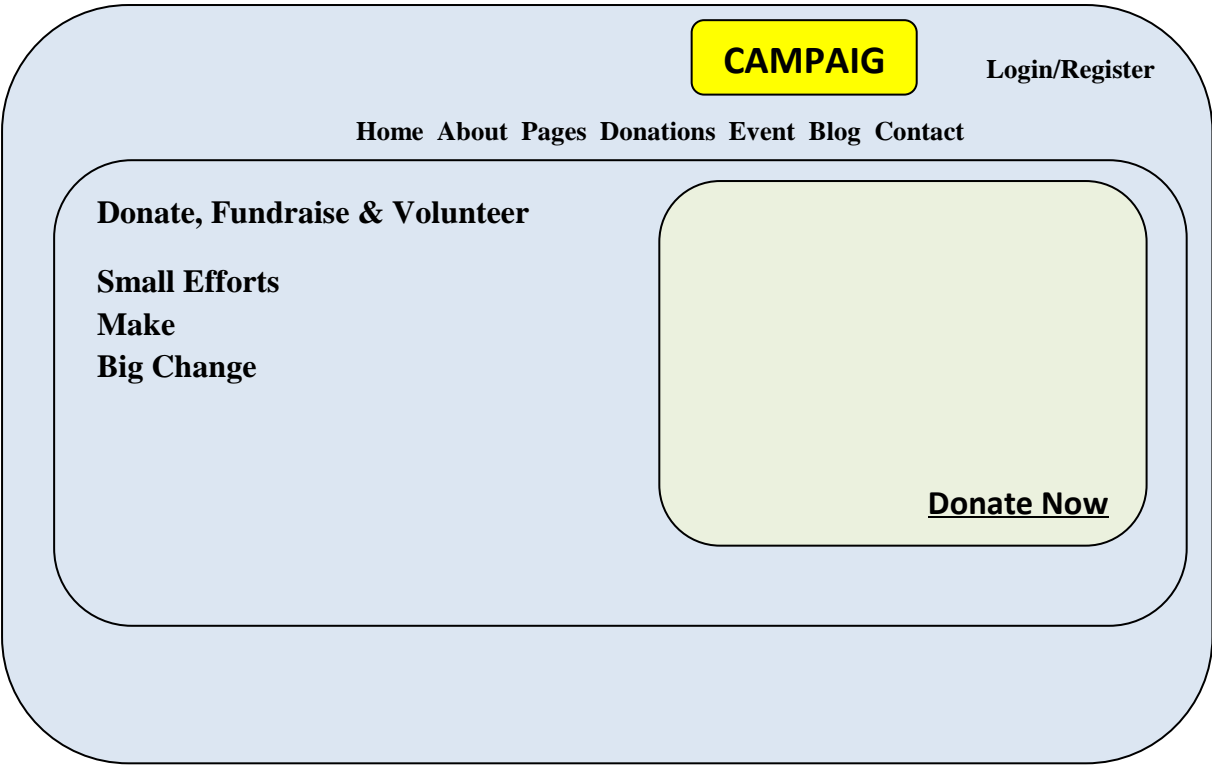 CAMPAIG
Login/Register
Home About Pages Donations Event Blog Contact
Donate, Fundraise & Volunteer
Small Efforts
Make
Big Change
Donate Now